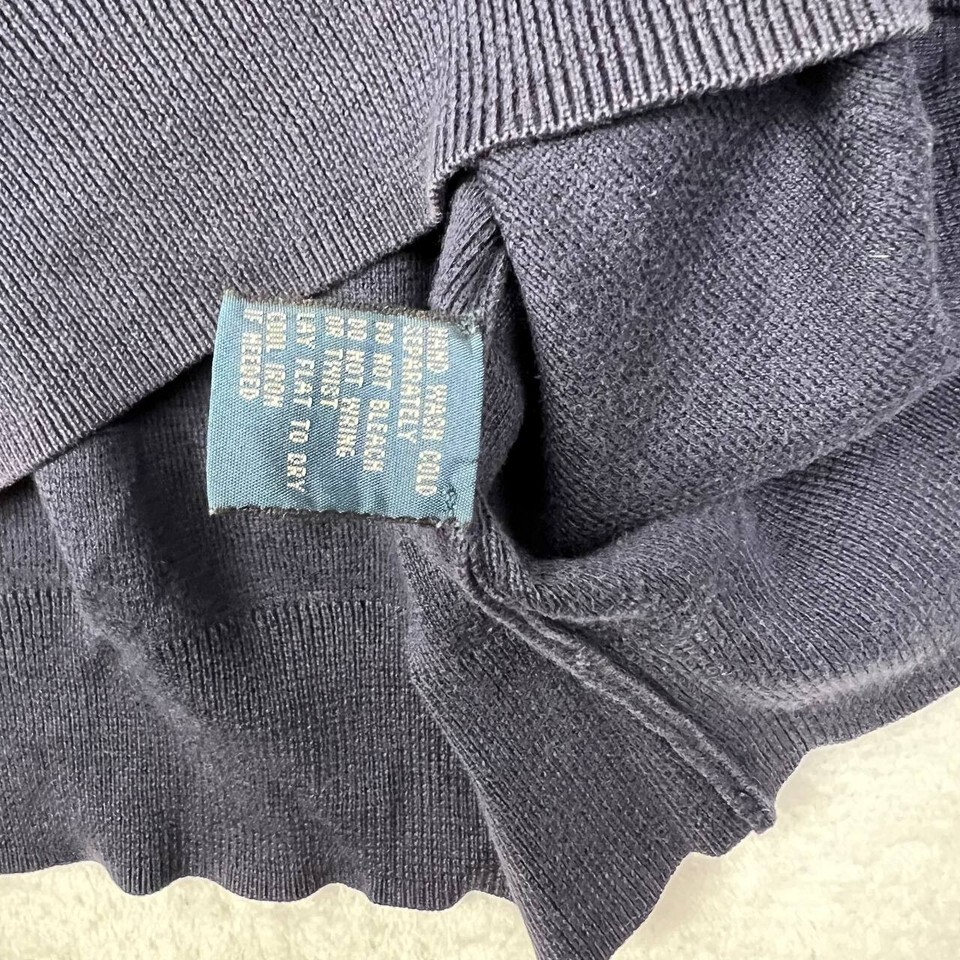 HAND WASH COLD
SEPARATELY
DO NOT BLEACH
DO NOT WRING
OR TWIST
LAY FLAT TO DRY
COOL IRON
IF NEEDED